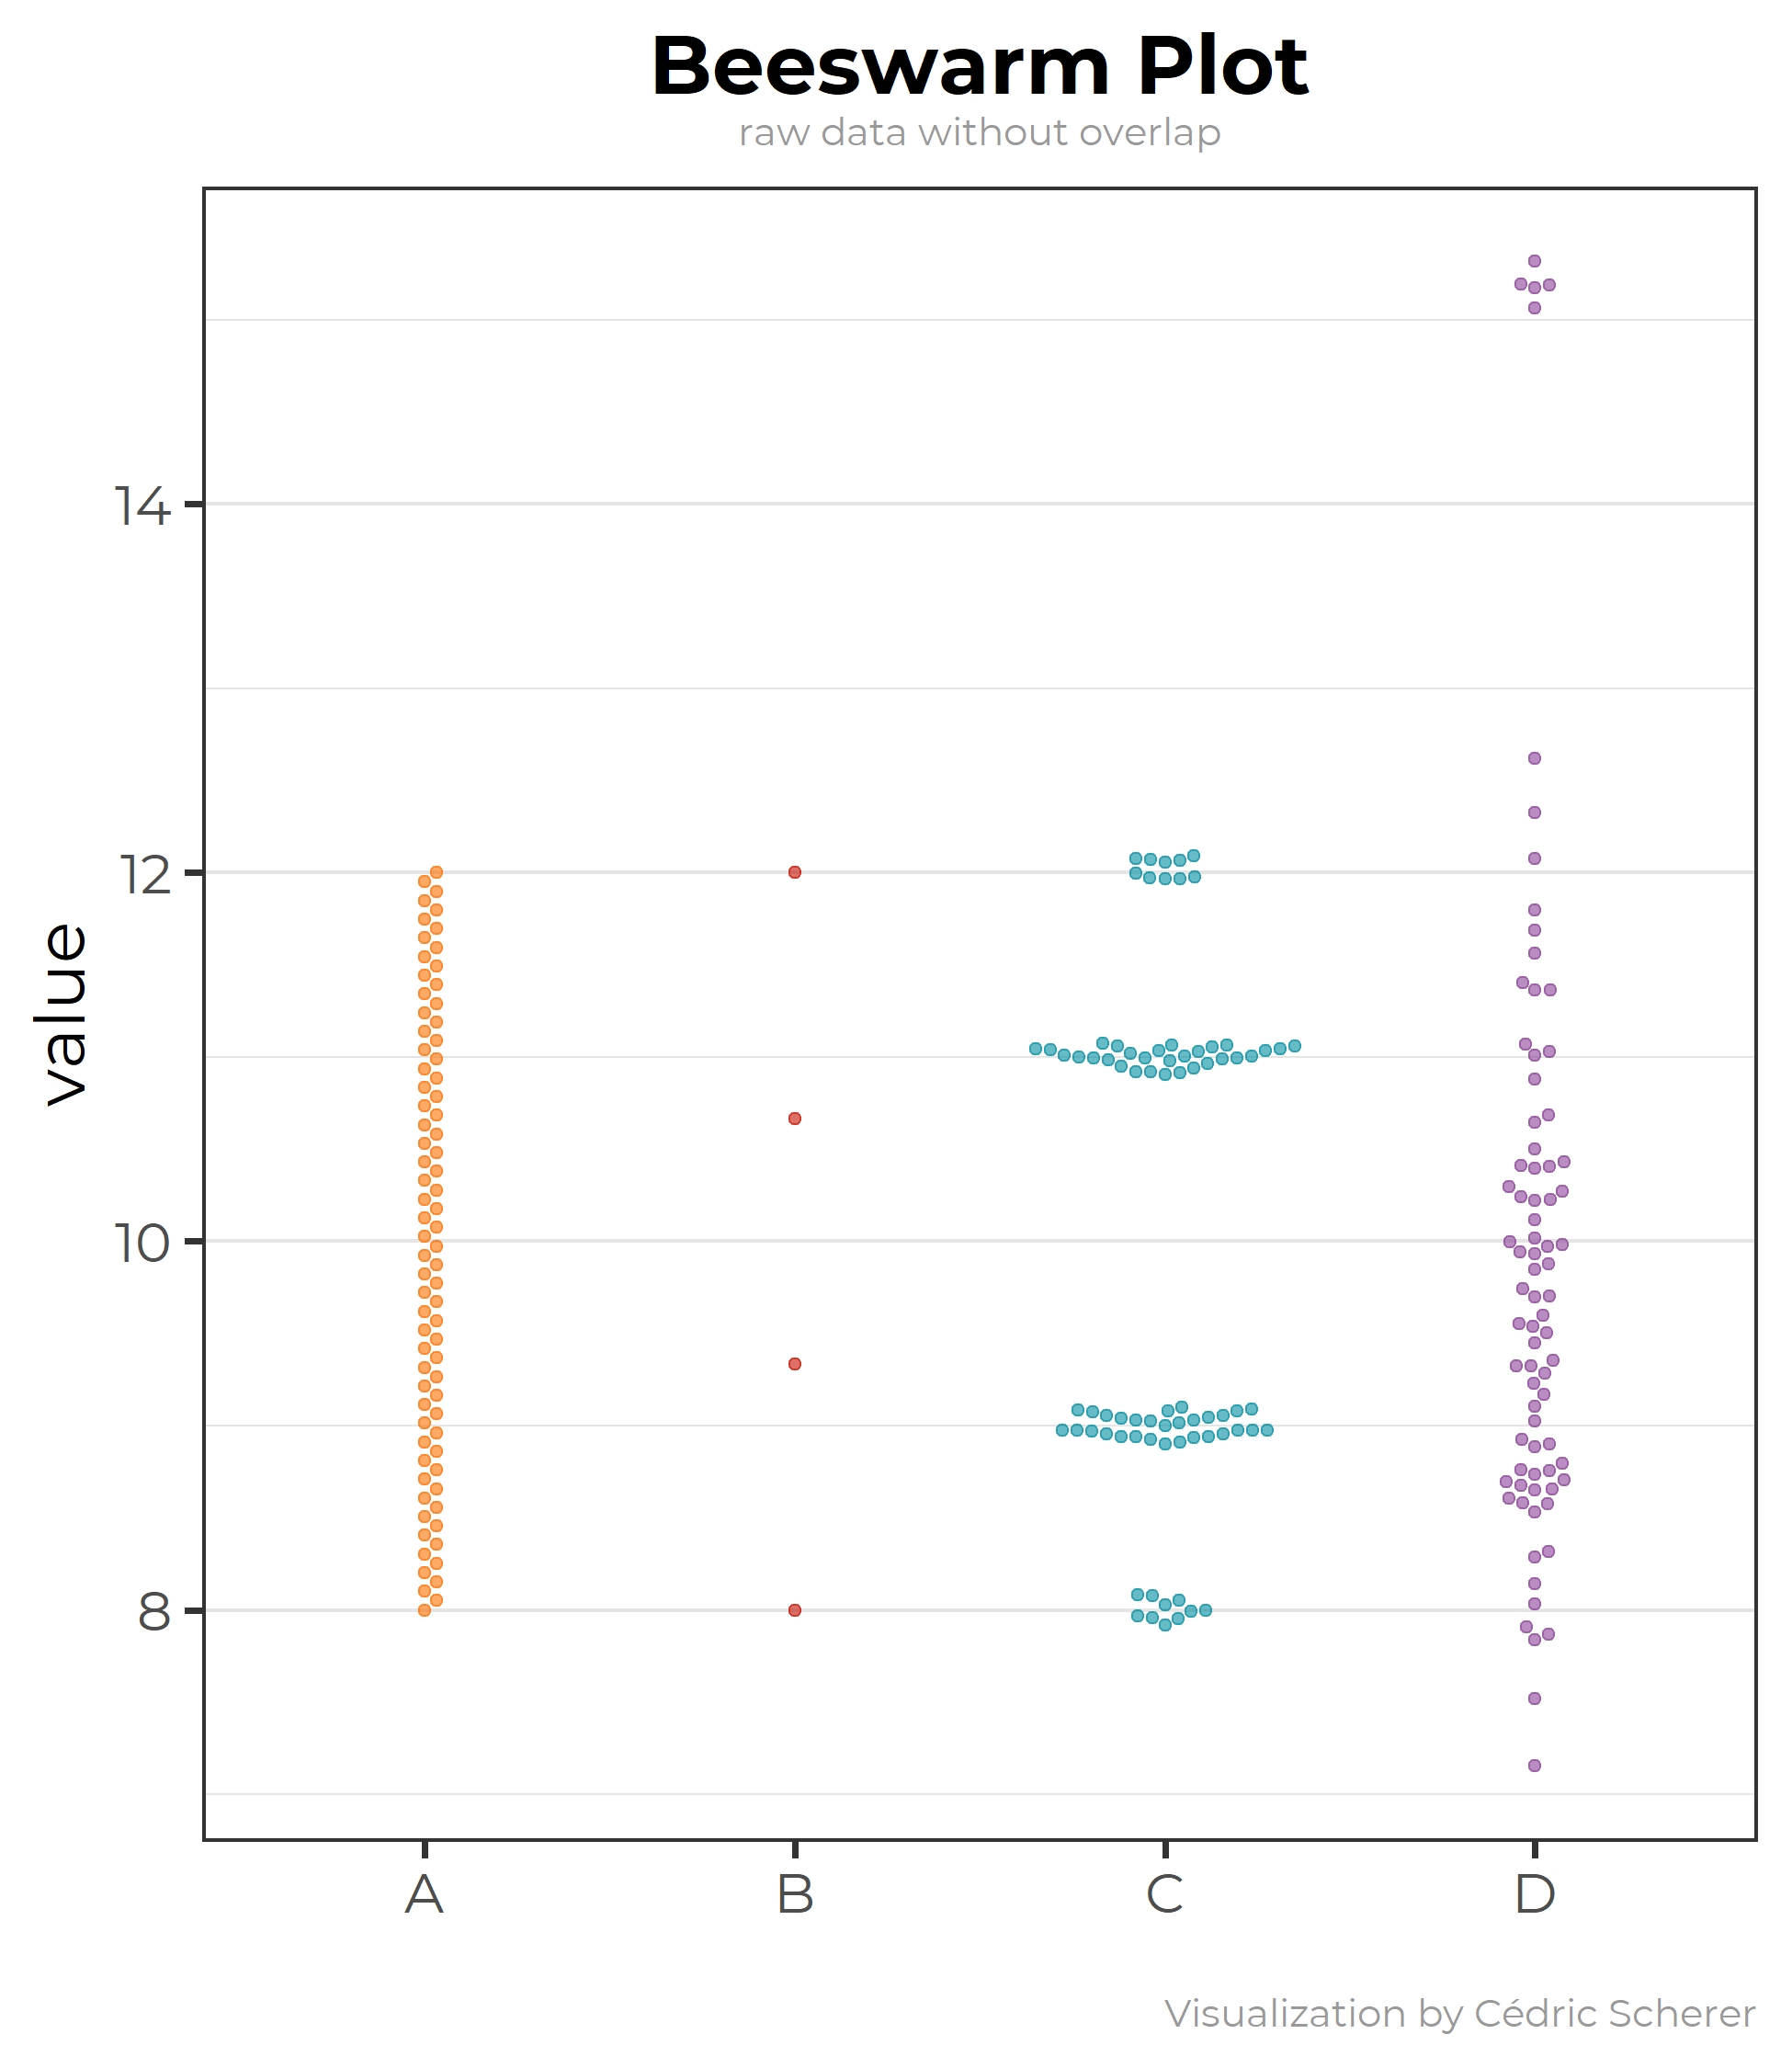 Beeswarm Plot
raw data without overlap
value
14
12
10
8
A B C D
Visualization by Cédric Scherer